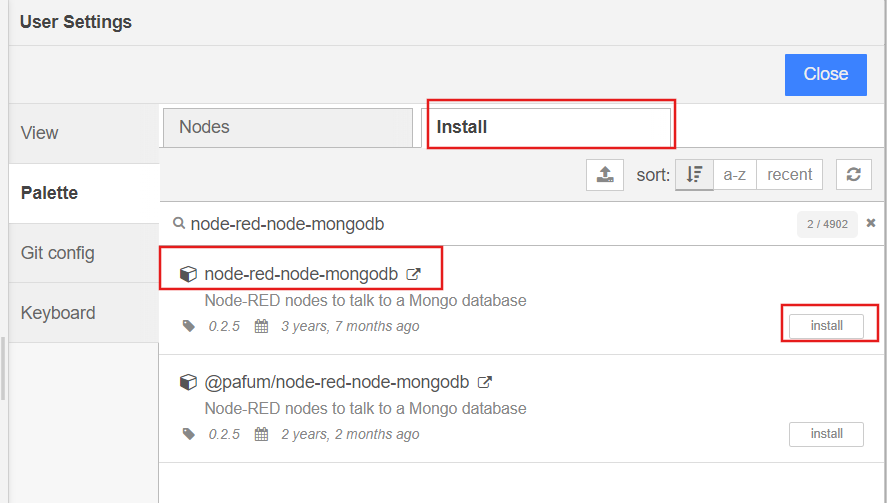 User Settings
Close
View
Palette
Git config
Keyboard
Nodes
Install
sort:
a-z
recent
node-red-node-mongodb
2 / 4902
node-red-node-mongodb
Node-RED nodes to talk to a Mongo database
0.2.5
3 years, 7 months ago
install
@pafum/node-red-node-mongodb
Node-RED nodes to talk to a Mongo database
0.2.5
2 years, 2 months ago
install